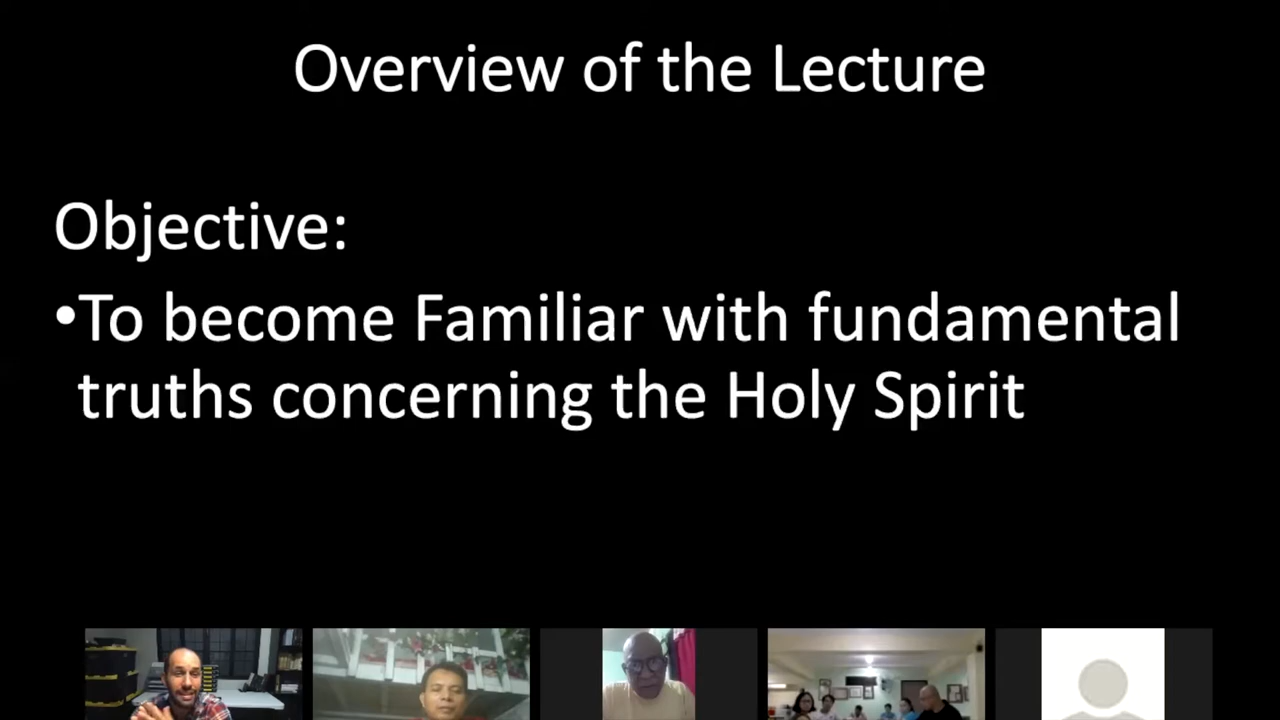 Overview of the Lecture
Objective:
•To become Familiar with fundamental
truths concerning the Holy Spirit